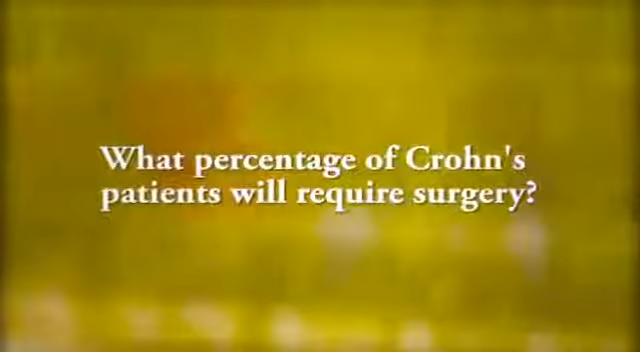 What percentage of Crohn's
patients will require surgery?